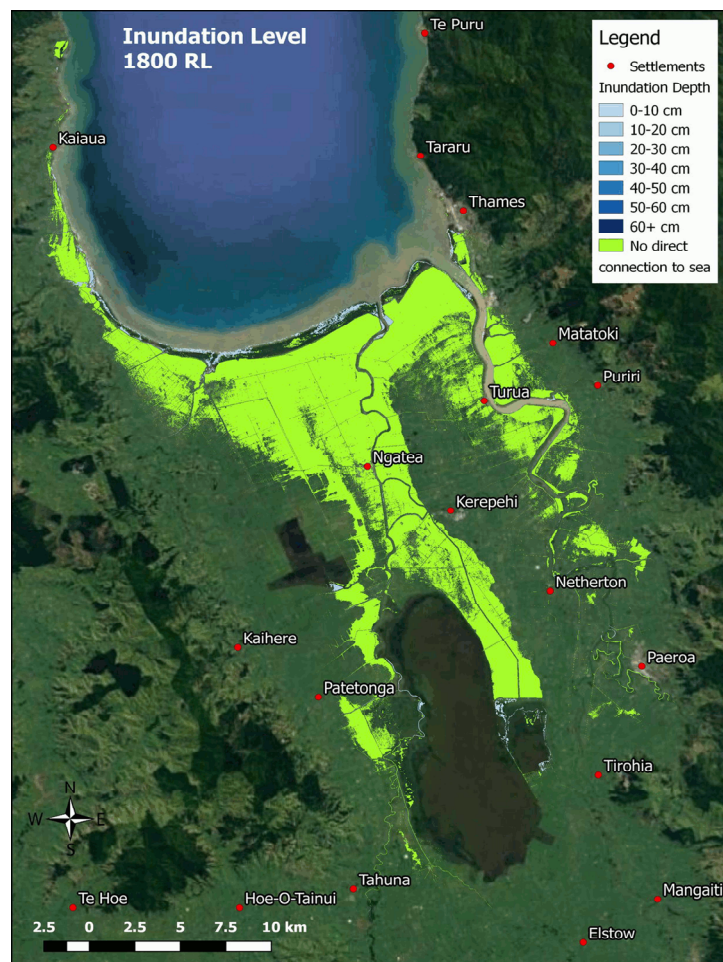 Inundation Level
1800 RL
Te Puru
Legend
Settlements
Inundation Depth
0-10 cm
10-20 cm
20-30 cm
30-40 cm
40-50 cm
50-60 cm
60+ cm
No direct
connection to sea
Kaiaua
Tararu
Thames
Matatoki
Puriri
Turua
Ngatea
Kerepehi
Netherton
Kaihere
Paeroa
Patetonga
Tirohia
N
W
E
S
Tahuna
Te Hoe
Hoe-O-Tainui
Mangaiti
Elstow
2.5 0 2.5 5 7.5 10 km